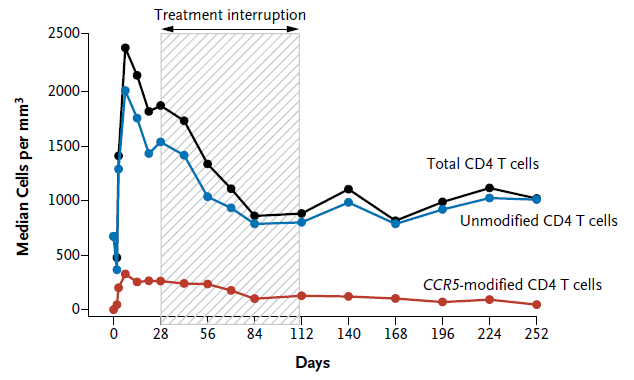 Treatment interruption
2500
2000
1500
1000
500
0
Median Cells per mm³
Total CD4 T cells
Unmodified CD4 T cells
CCR5-modified CD4 T cells
0 28 56 84 112 140 168 196 224 252
Days